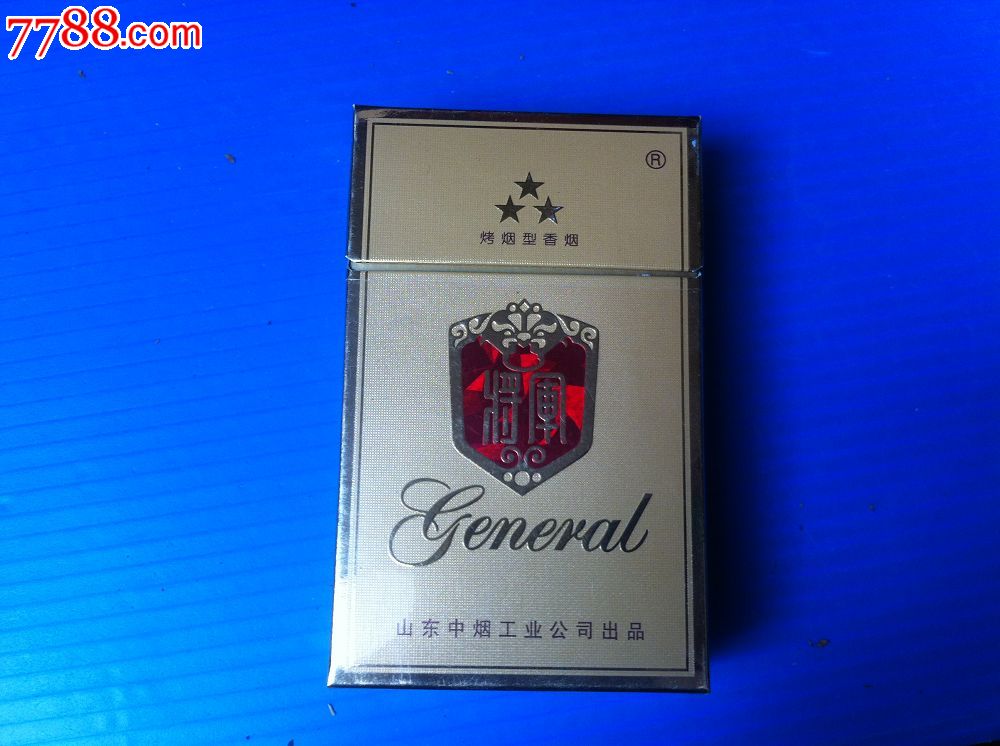 7788.com
®
烤烟型香烟
将軍
General
山东中烟工业公司出品